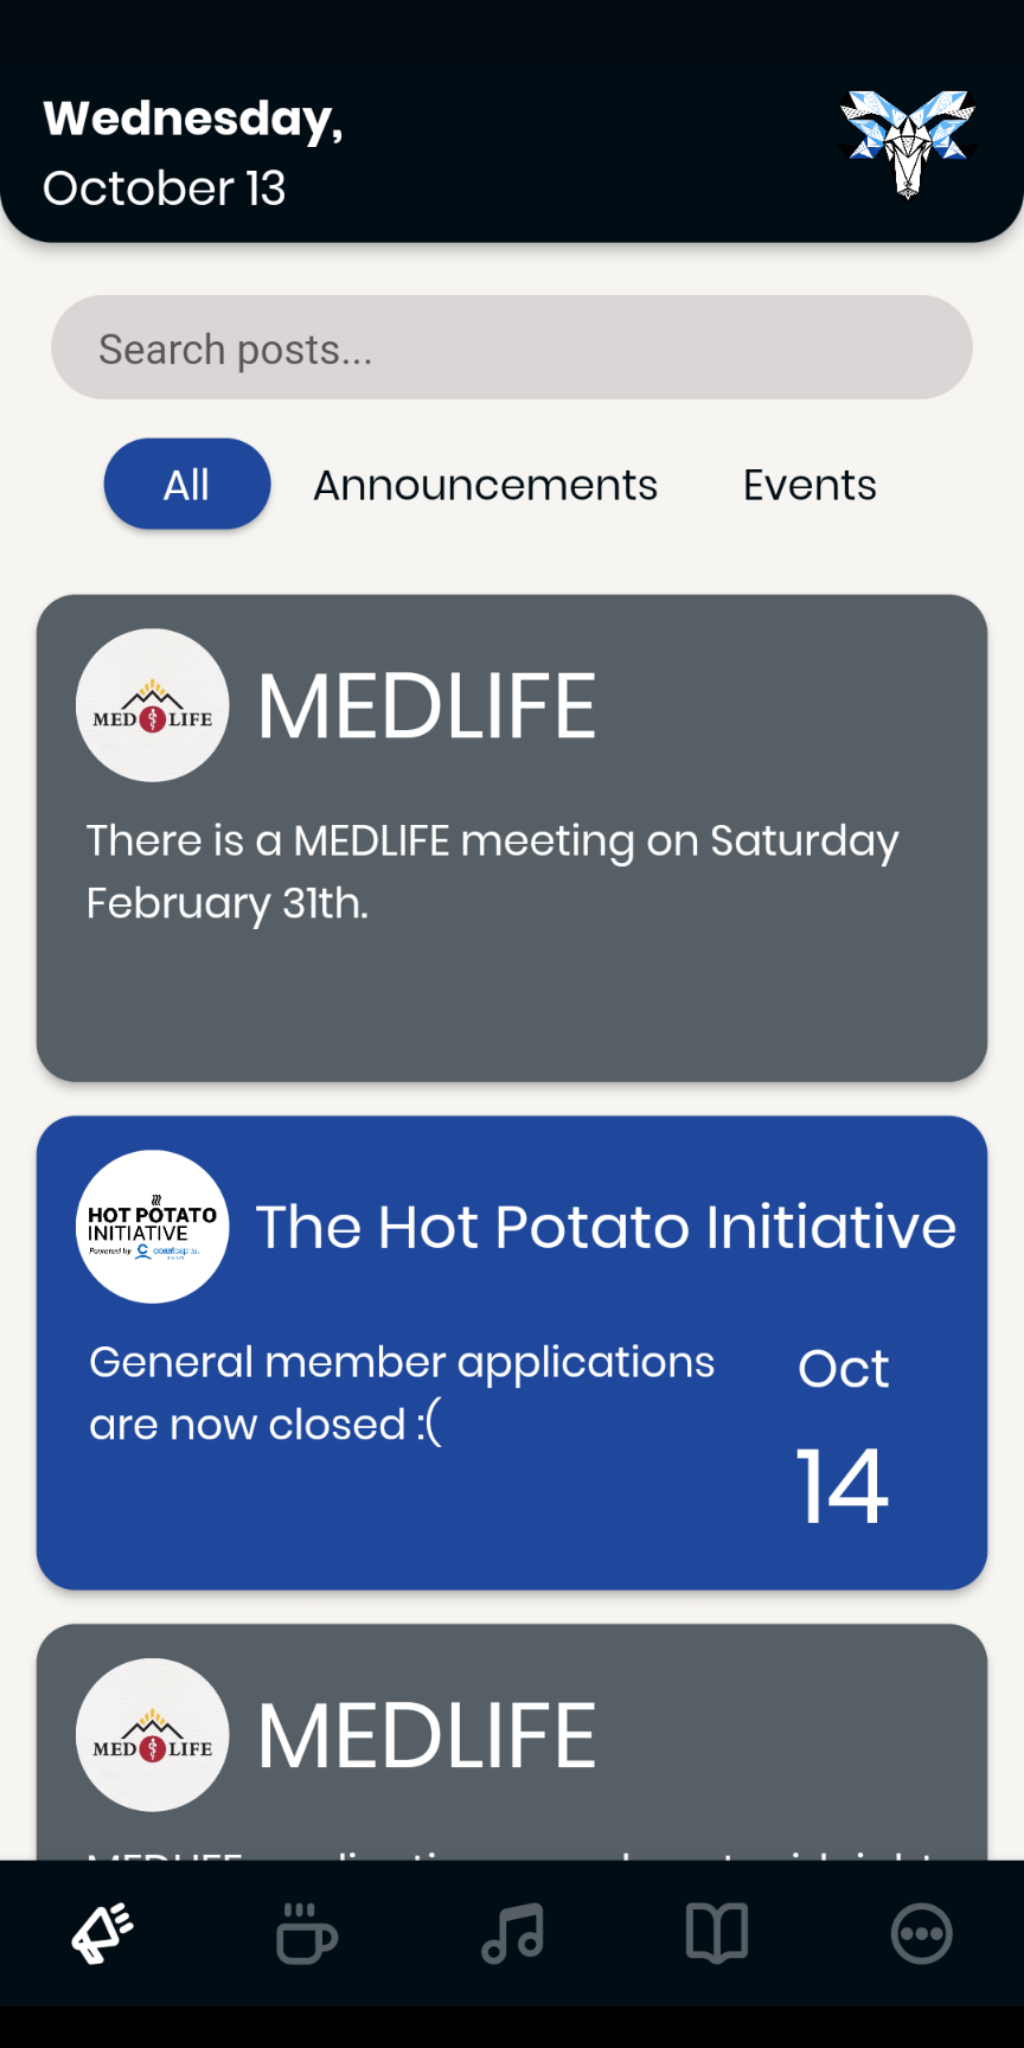 Wednesday,
October 13
Search posts...
All
Announcements
Events
MED LIFE
MEDLIFE
There is a MEDLIFE meeting on Saturday
February 31th.
HOT POTATO
INITIATIVE
Powered by
The Hot Potato Initiative
General member applications
are now closed :(
Oct
14
MED LIFE
MEDLIFE
MEDLIFE